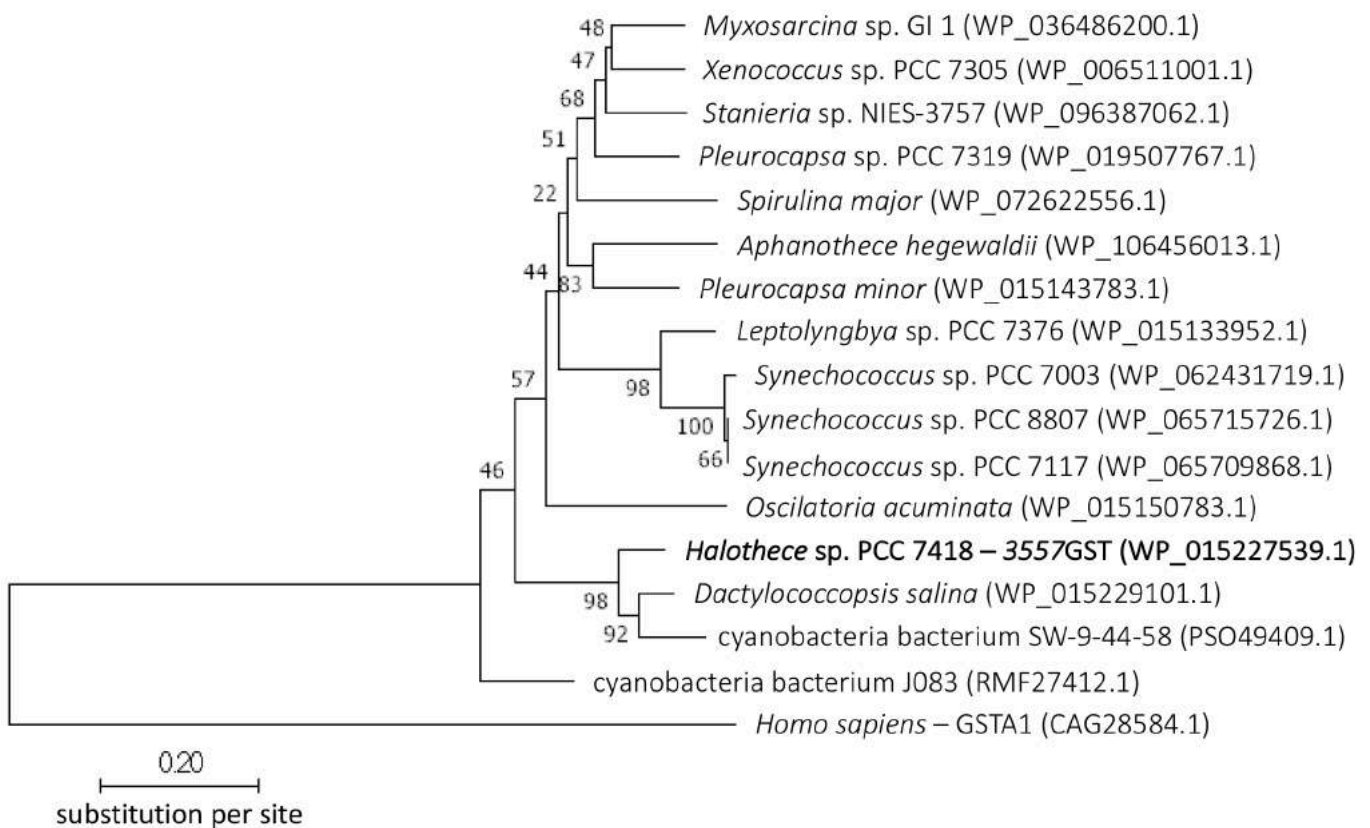 48
Myxosarcina sp. GI 1 (WP_036486200.1)
47
Xenococcus sp. PCC 7305 (WP_006511001.1)
68
Stanieria sp. NIES-3757 (WP_096387062.1)
51
Pleurocapsa sp. PCC 7319 (WP_019507767.1)
22
Spirulina major (WP_072622556.1)
Aphanothece hegewaldii (WP_106456013.1)
44
83
Pleurocapsa minor (WP_015143783.1)
Leptolyngbya sp. PCC 7376 (WP_015133952.1)
57
98
Synechococcus sp. PCC 7003 (WP_062431719.1)
100
Synechococcus sp. PCC 8807 (WP_065715726.1)
46
66
Synechococcus sp. PCC 7117 (WP_065709868.1)
Oscilatoria acuminata (WP_015150783.1)
Halothece sp. PCC 7418 – 3557GST (WP_015227539.1)
98
Dactylococcopsis salina (WP_015229101.1)
92
cyanobacteria bacterium SW-9-44-58 (PSO49409.1)
cyanobacteria bacterium J083 (RMF27412.1)
Homo sapiens – GSTA1 (CAG28584.1)
0.20
substitution per site